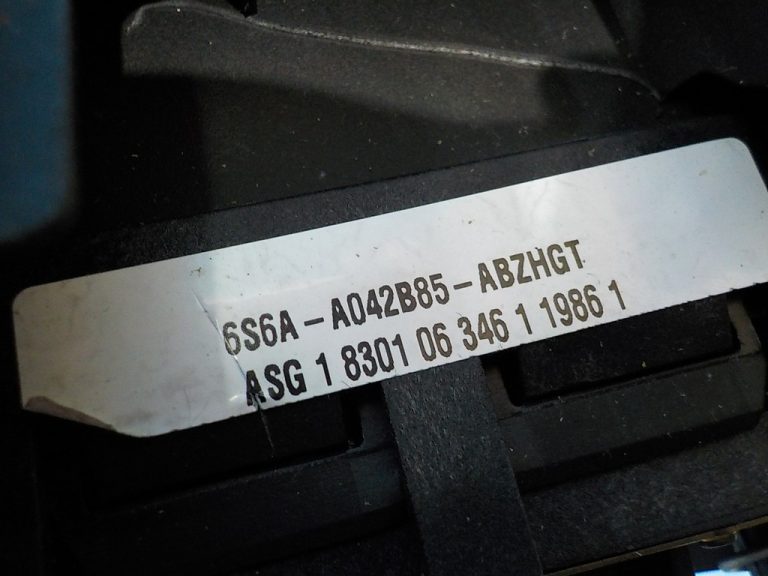 6S6A-A042B85-ABZHGT
ASG 1 8301 06 346 1 1986 1